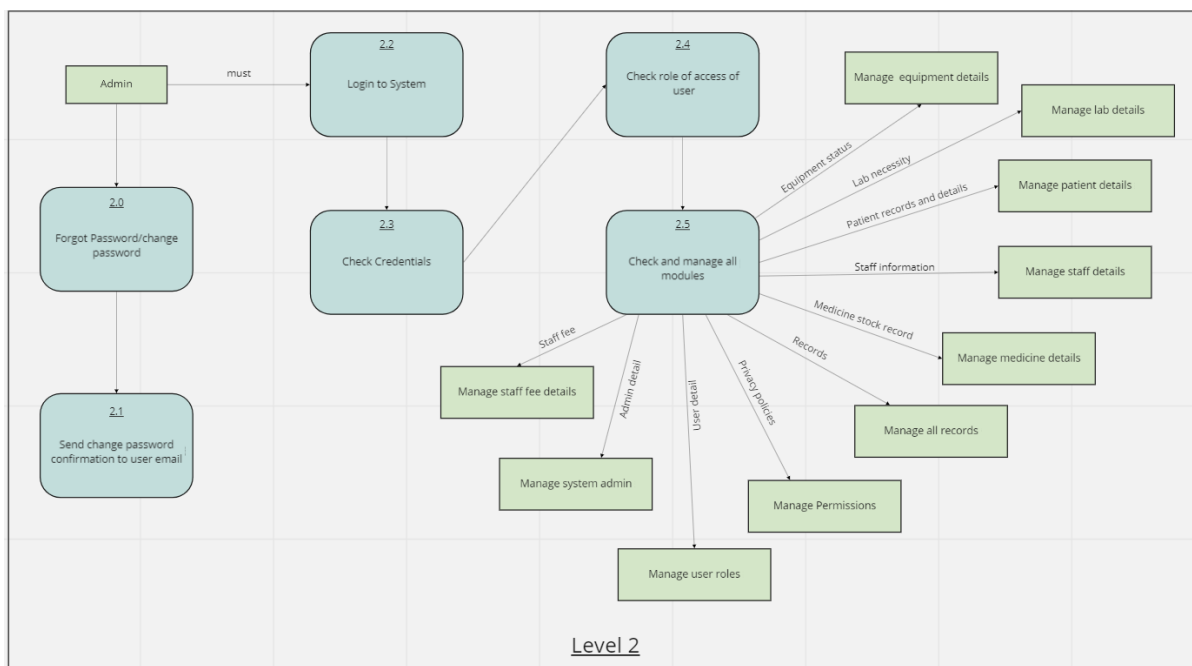 Admin
must
2.2
Login to System
2.4
Check role of access of
user
Manage equipment details
Manage lab details
Equipment status
Lab necessity
Manage patient details
Patient records and details
2.0
Forgot Password/change
password
2.3
Check Credentials
2.5
Check and manage all
modules
Staff information
Manage staff details
Medicine stock record
Manage medicine details
Staff fee
Manage staff fee details
Admin detail
User detail
Privacy policies
Records
Manage all records
2.1
Send change password
confirmation to user email
Manage system admin
Manage Permissions
Manage user roles
Level 2